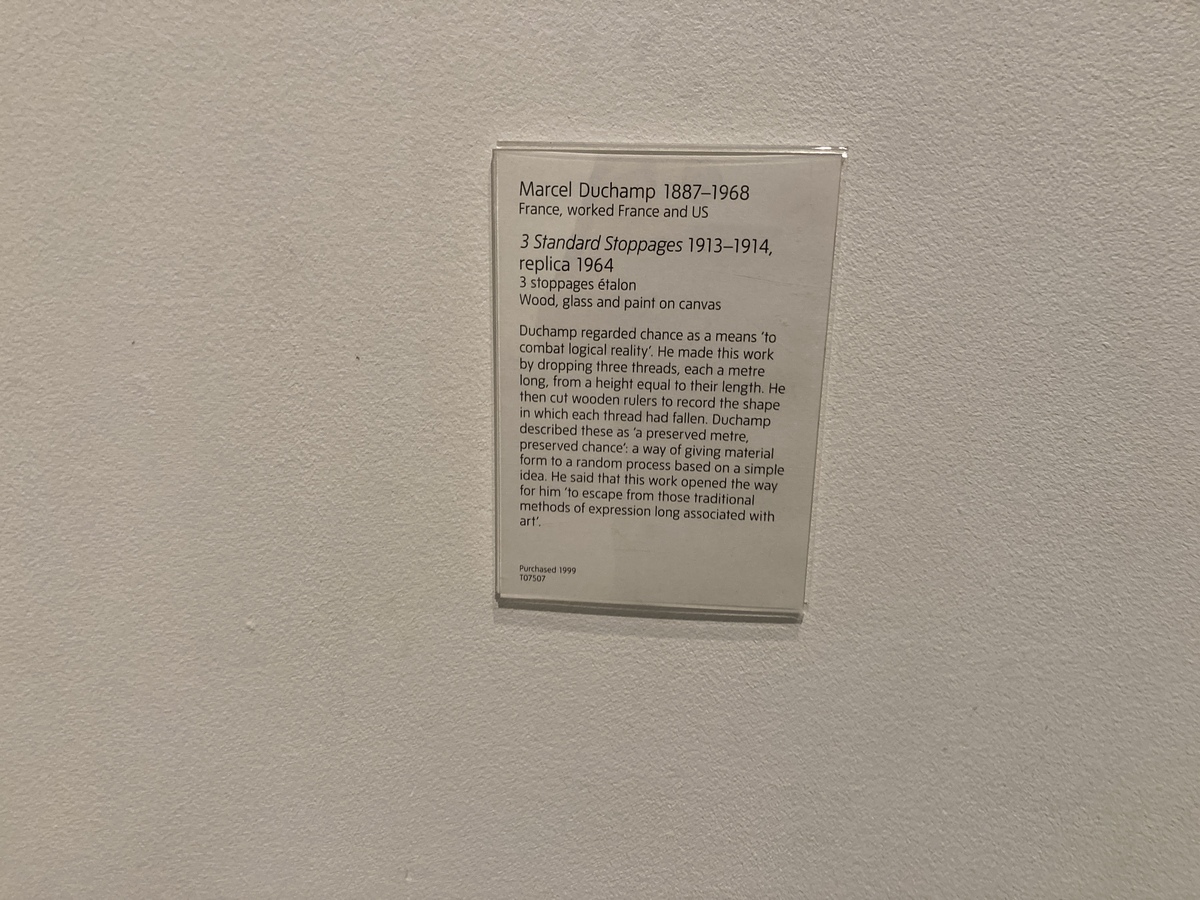 Marcel Duchamp 1887–1968
France, worked France and US
3 Standard Stoppages 1913–1914,
replica 1964
3 stoppages étalon
Wood, glass and paint on canvas
Duchamp regarded chance as a means ‘to
combat logical reality’. He made this work
by dropping three threads, each a metre
long, from a height equal to their length. He
then cut wooden rulers to record the shape
in which each thread had fallen. Duchamp
described these as ‘a preserved metre,
preserved chance’: a way of giving material
form to a random process based on a simple
idea. He said that this work opened the way
for him ‘to escape from those traditional
methods of expression long associated with
art’.
Purchased 1999
T07507